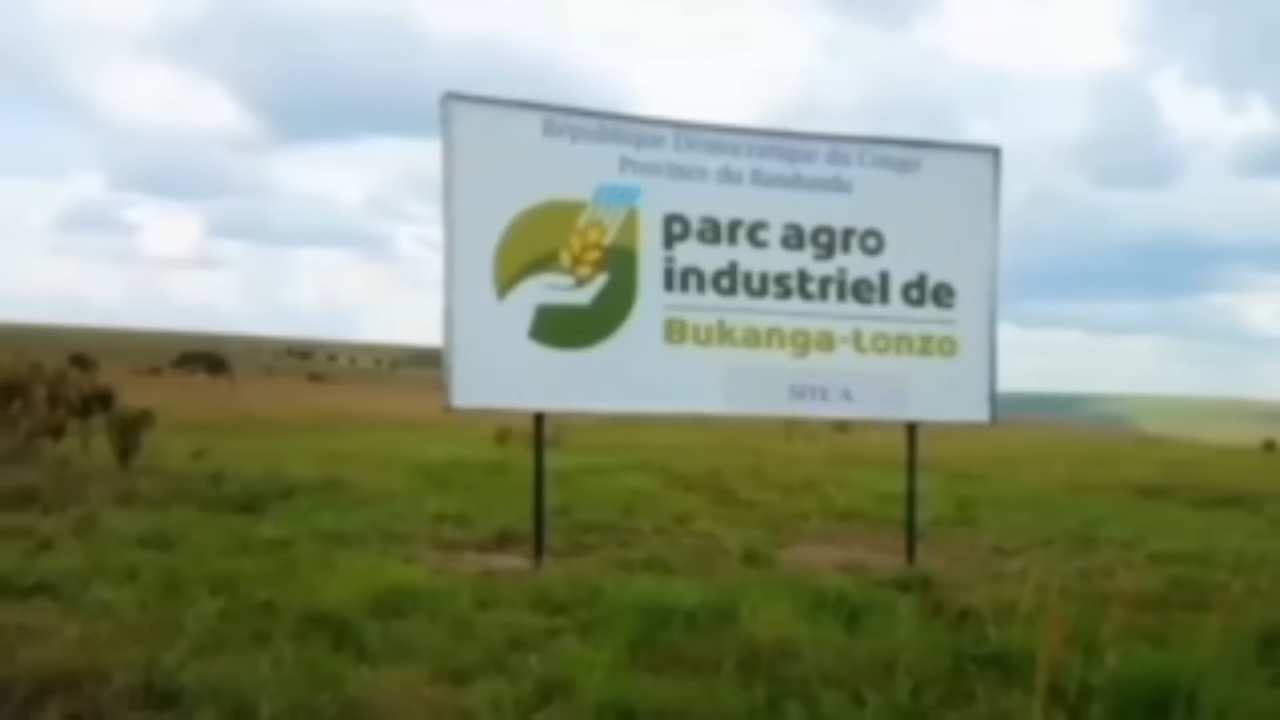 République Démocratique du Congo
Province du Bandundu
parc agro
industriel de
Bukanga-Lonzo
SITE A